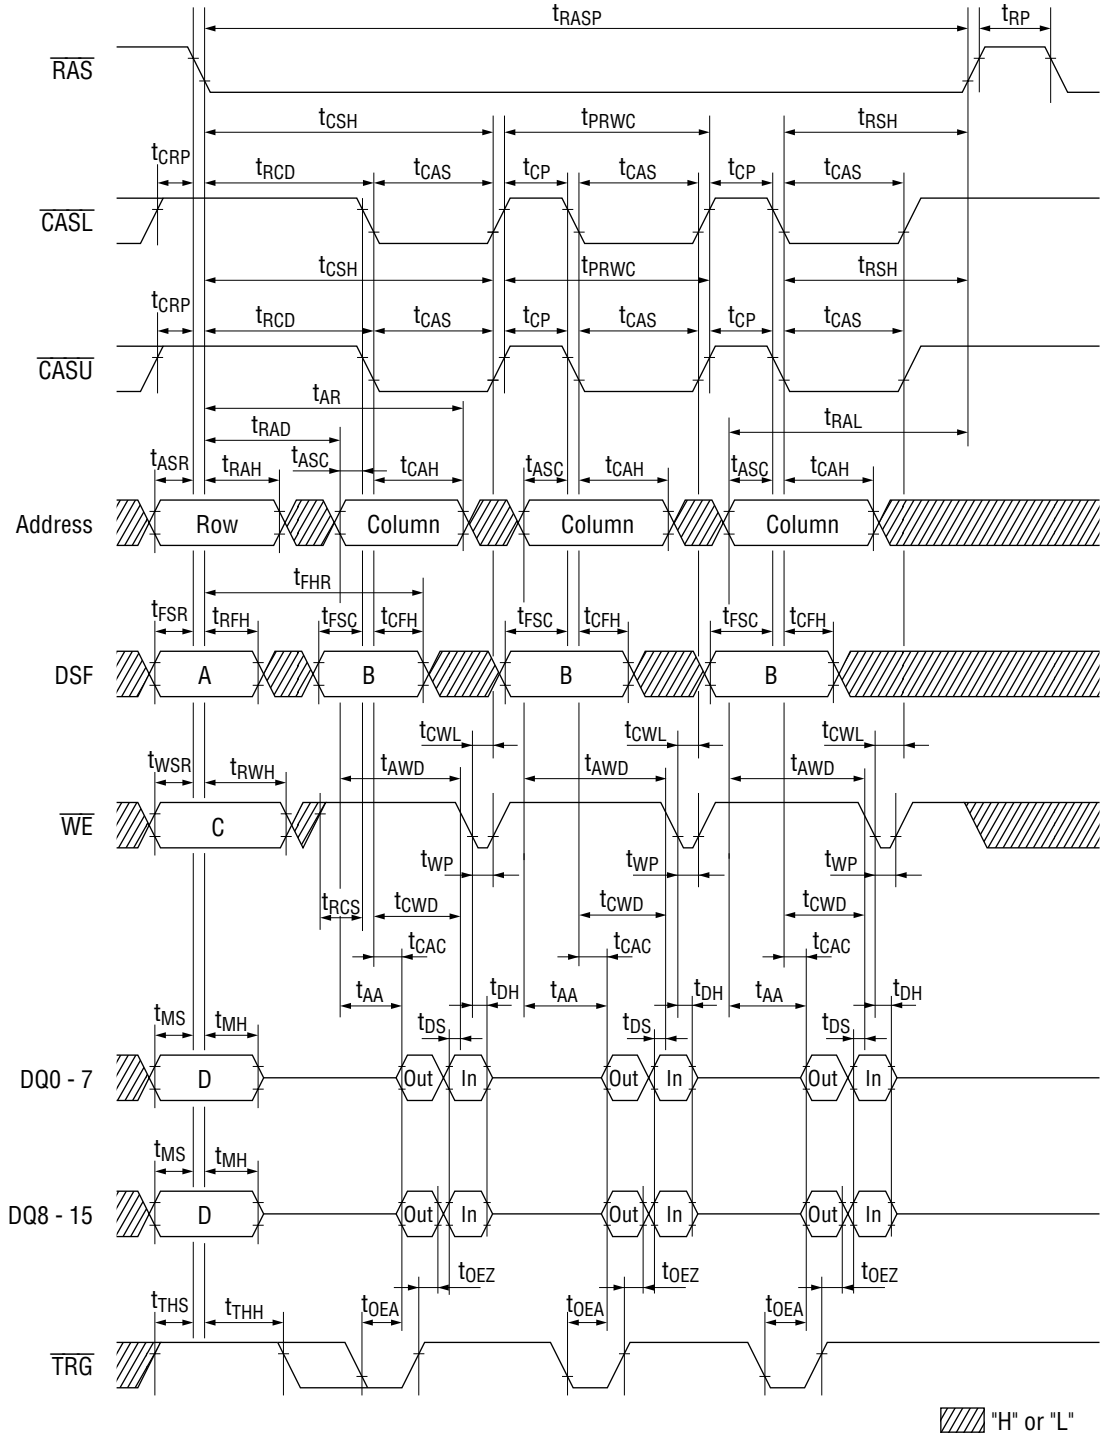 tRASP tRP
RAS
tCSH tPRWC tRSH
tCRP tRCD tCAS tCP tCAS tCP tCAS
CASL
tCSH tPRWC tRSH
tCRP tRCD tCAS tCP tCAS tCP tCAS
CASU
tAR
tRAD tRAL
tASR tRAH tASC tCAH tASC tCAH tASC tCAH
Address Row Column Column Column
tFHR
tFSR tRFH tFSC tCFH tFSC tCFH tFSC tCFH
DSF A B B B
tCWL tCWL tCWL
tWSR tRWH tAWD tAWD tAWD
WE C
tWP tWP tWP
tRCS tCWD tCWD tCWD
tCAC tCAC tCAC
tAA tDH tAA tDH tAA tDH
tMS tMH tDS tDS tDS
DQ0 - 7 D Out In Out In Out In
tMS tMH
DQ8 - 15 D Out In Out In Out In
tOEZ tOEZ tOEZ
tTHS tTHH tOEA tOEA tOEA
TRG
"H" or "L"